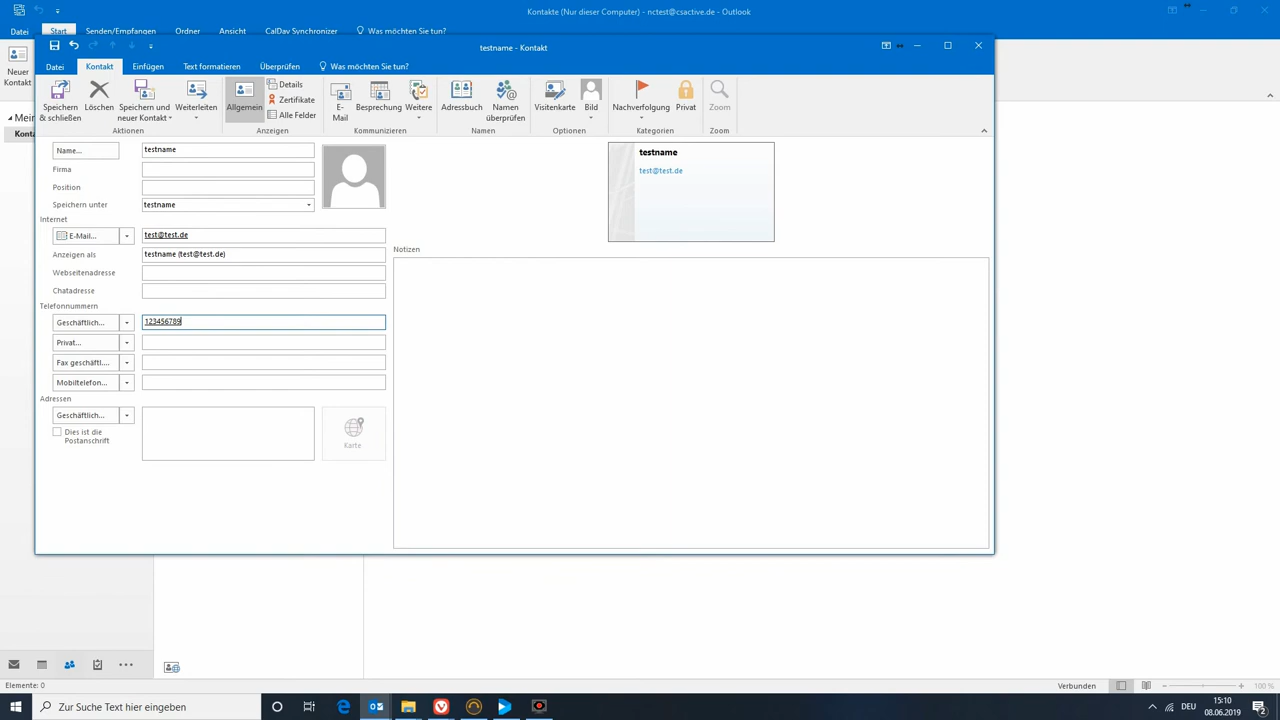 Kontakte (Nur dieser Computer) - nctest@csactive.de - Outlook
Datei Start Senden/Empfangen Ordner Ansicht CalDav Synchronizer Was möchten Sie tun?
testname - Kontakt
Datei Kontakt Einfügen Text formatieren Überprüfen Was möchten Sie tun?
Neuer
Kontakt
Speichern
& schließen
Löschen
Speichern und
neuer Kontakt
Weiterleiten
Aktionen
Allgemein
Details
Zertifikate
Alle Felder
Anzeigen
E-
Mail
Besprechung
Weitere
Kommunizieren
Adressbuch
Namen
überprüfen
Namen
Visitenkarte
Bild
Optionen
Nachverfolgung
Privat
Kategorien
Zoom
Zoom
Mein
Konta
Name... testname
Firma
Position
Speichern unter testname
Internet
E-Mail... test@test.de
Anzeigen als testname (test@test.de)
Webseitenadresse
Chatadresse
Telefonnummern
Geschäftlich... 123456789
Privat...
Fax geschäftl....
Mobiltelefon...
Adressen
Geschäftlich...
Dies ist die
Postanschrift
Karte
testname
test@test.de
Notizen
Elemente: 0
Verbunden
100 %
Zur Suche Text hier eingeben
DEU
15:10
08.06.2019
2